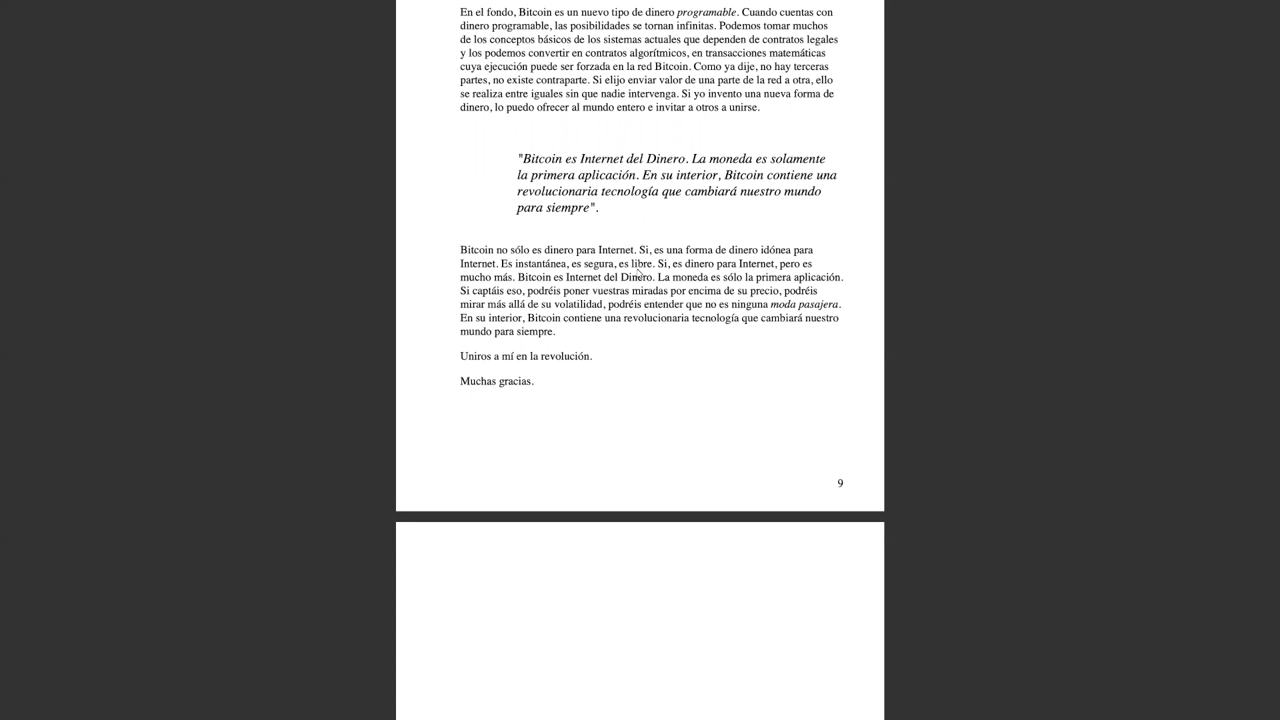 En el fondo, Bitcoin es un nuevo tipo de dinero programable. Cuando cuentas con
dinero programable, las posibilidades se tornan infinitas. Podemos tomar muchos
de los conceptos básicos de los sistemas actuales que dependen de contratos legales
y los podemos convertir en contratos algorítmicos, en transacciones matemáticas
cuya ejecución puede ser forzada en la red Bitcoin. Como ya dije, no hay terceras
partes, no existe contraparte. Si elijo enviar valor de una parte de la red a otra, ello
se realiza entre iguales sin que nadie intervenga. Si yo invento una nueva forma de
dinero, lo puedo ofrecer al mundo entero e invitar a otros a unirse.
"Bitcoin es Internet del Dinero. La moneda es solamente
la primera aplicación. En su interior, Bitcoin contiene una
revolucionaria tecnología que cambiará nuestro mundo
para siempre".
Bitcoin no sólo es dinero para Internet. Si, es una forma de dinero idónea para
Internet. Es instantánea, es segura, es libre. Si, es dinero para Internet, pero es
mucho más. Bitcoin es Internet del Dinero. La moneda es sólo la primera aplicación.
Si captáis eso, podréis poner vuestras miradas por encima de su precio, podréis
mirar más allá de su volatilidad, podréis entender que no es ninguna moda pasajera.
En su interior, Bitcoin contiene una revolucionaria tecnología que cambiará nuestro
mundo para siempre.
Uniros a mí en la revolución.
Muchas gracias.
9